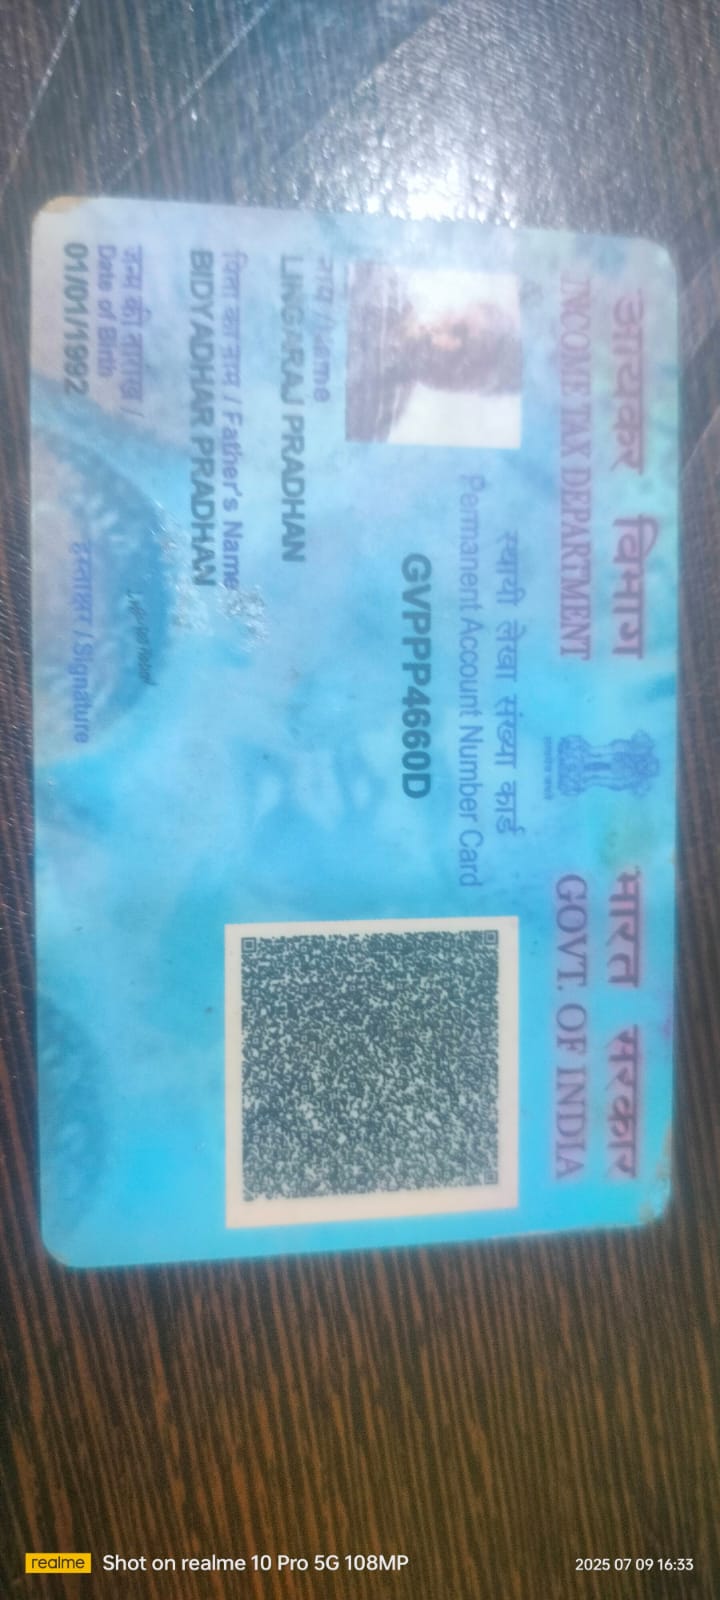 आयकर विभाग
INCOME TAX DEPARTMENT
भारत सरकार
GOVT. OF INDIA
स्थायी लेखा संख्या कार्ड
Permanent Account Number Card
GVPPP4660D
नाम / Name
LINGARAJ PRADHAN
पिता का नाम / Father's Name
BIDYADHAR PRADHAN
जन्म की तारीख /
Date of Birth
01/01/1992
हस्ताक्षर / Signature
realme Shot on realme 10 Pro 5G 108MP
2025 07 09 16:33